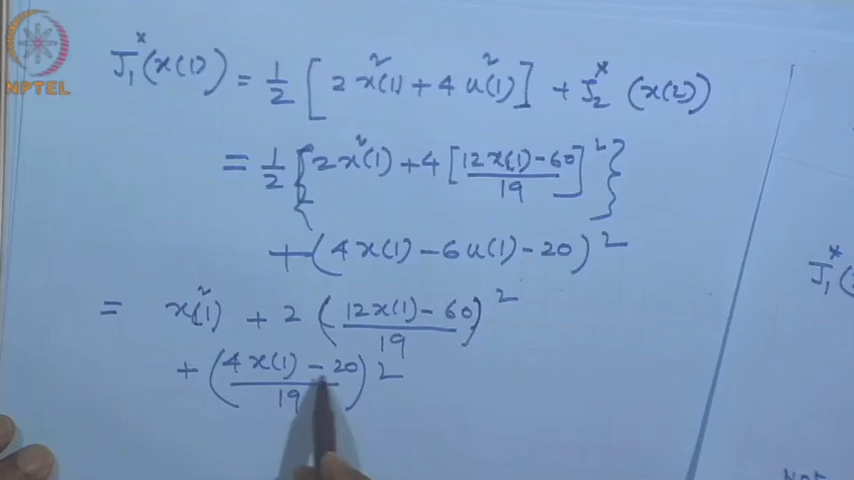 NPTEL
J₁*(x(1)) = 1/2 [2x²(1) + 4u²(1)] + J₂*(x(2))
= 1/2 {2x²(1) + 4[(12x(1) - 60)/19]²}
+ (4x(1) - 6u(1) - 20)²
= x²(1) + 2((12x(1) - 60)/19)²
+ ((4x(1) - 20)/19)²
J₁*(
Not